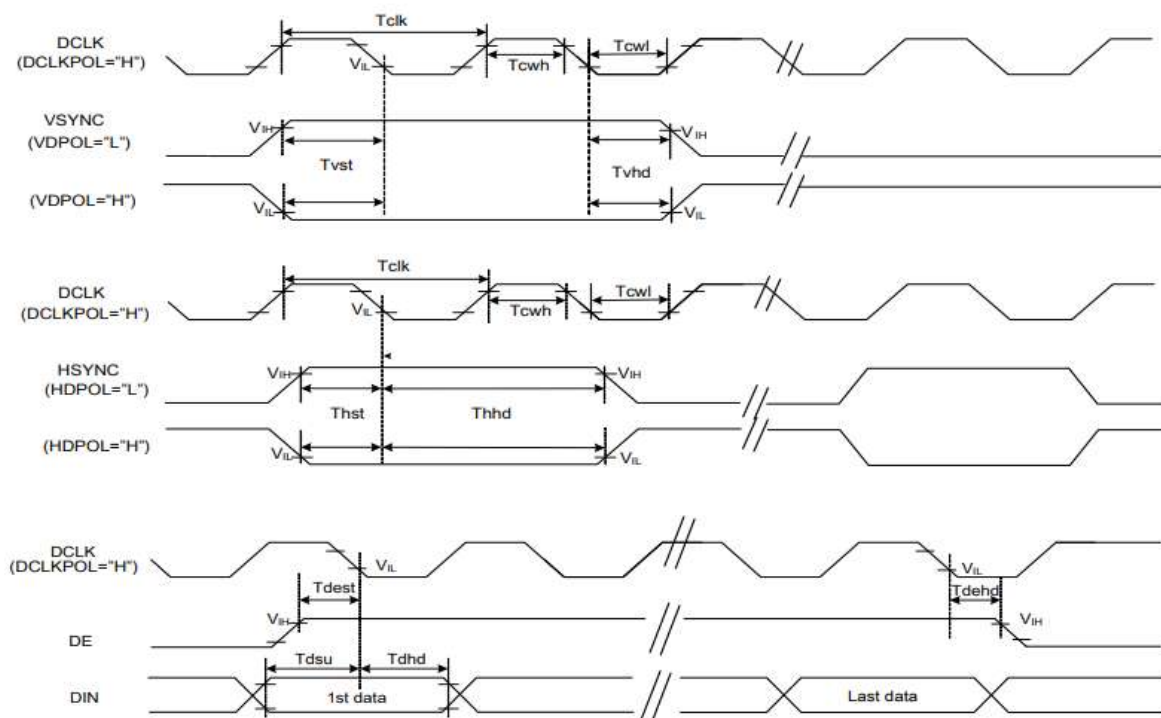 Tclk
DCLK
(DCLKPOL="H")
VIL
Tcwh
Tcwl
VSYNC
(VDPOL="L")
VIH
VIH
Tvst
Tvhd
(VDPOL="H")
VIL
VIL
Tclk
DCLK
(DCLKPOL="H")
VIL
Tcwh
Tcwl
HSYNC
(HDPOL="L")
VIH
VIH
Thst
Thhd
(HDPOL="H")
VIL
VIL
DCLK
(DCLKPOL="H")
VIL
VIL
Tdest
Tdehd
DE
VIH
VIH
Tdsu
Tdhd
DIN
1st data
Last data